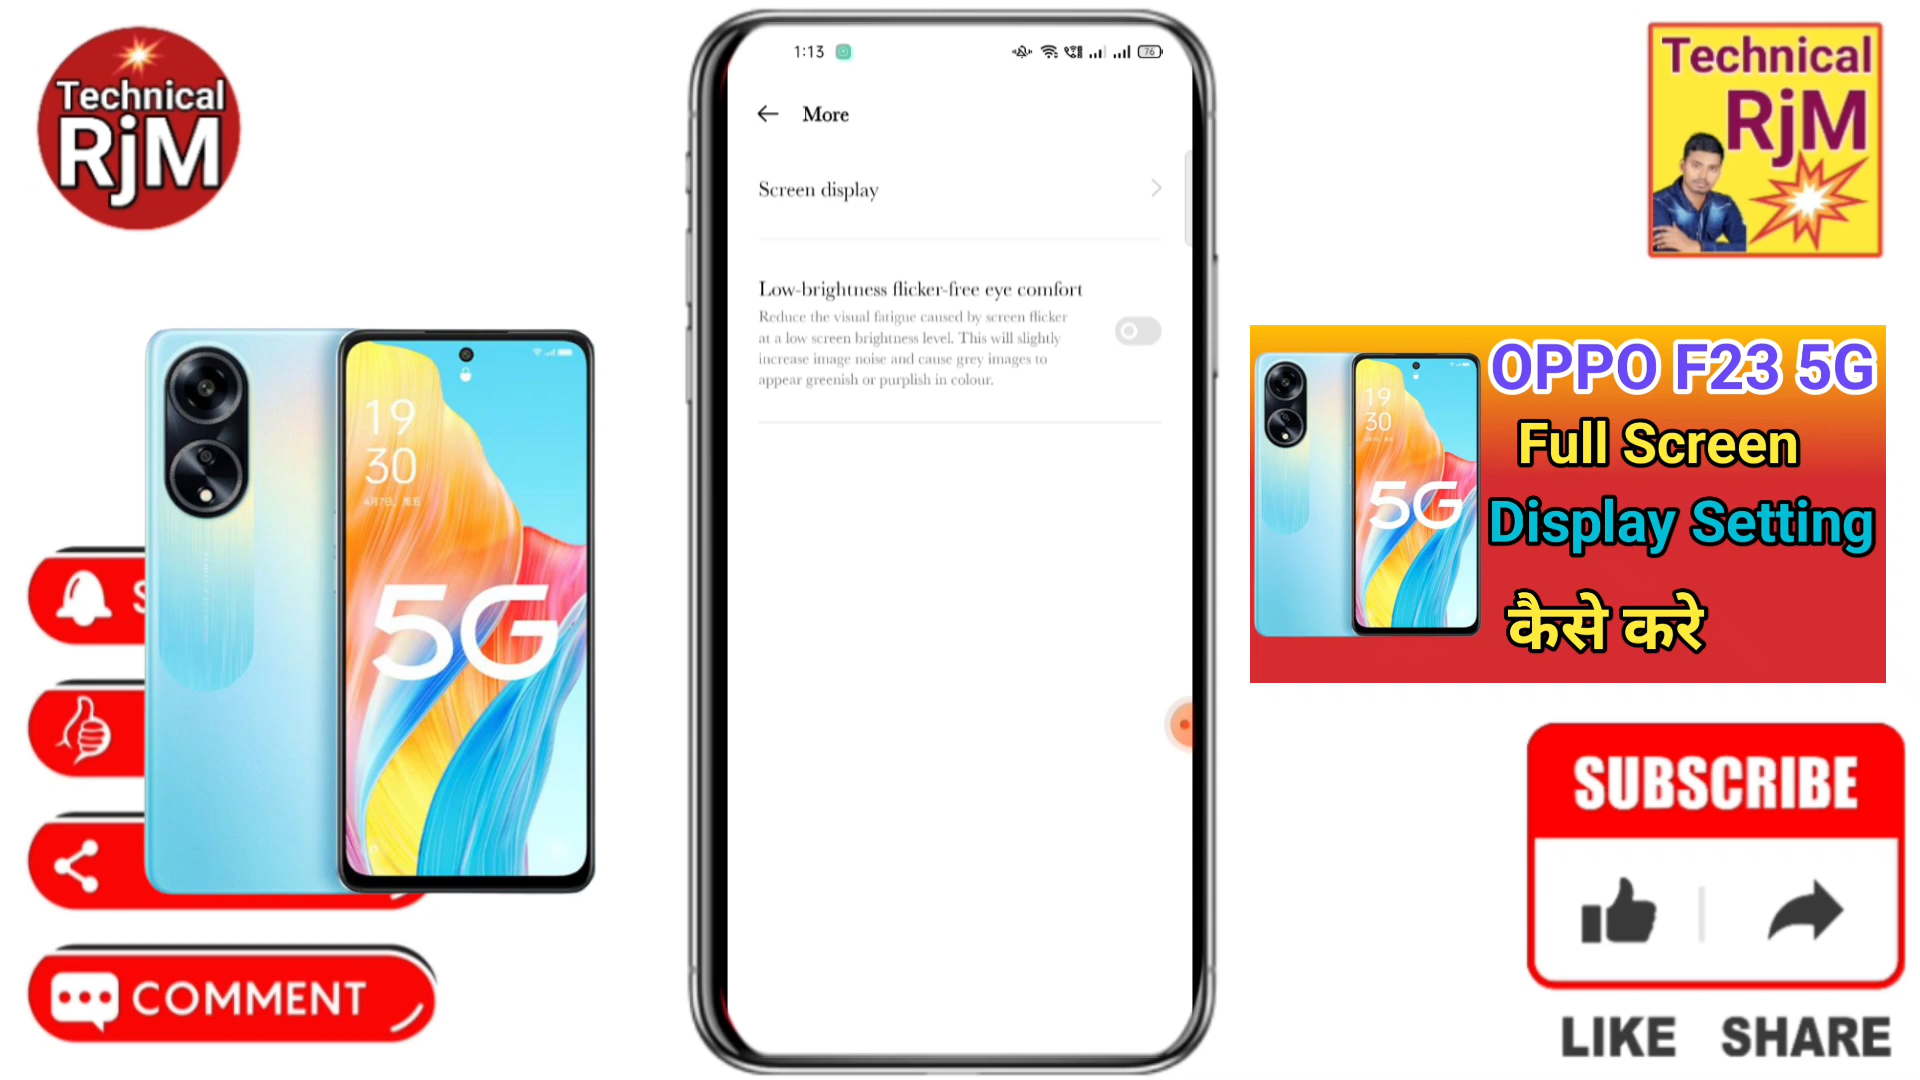 Technical
RjM
S
COMMENT
19
30
5G
1:13
76
More
Screen display
Low-brightness flicker-free eye comfort
Reduce the visual fatigue caused by screen flicker
at a low screen brightness level. This will slightly
increase image noise and cause grey images to
appear greenish or purplish in colour.
Technical
RjM
OPPO F23 5G
Full Screen
Display Setting
कैसे करे
19
30
5G
SUBSCRIBE
LIKE SHARE